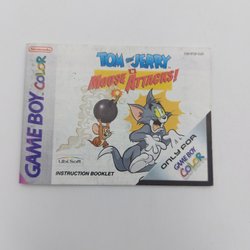 Nintendo
GAME BOY COLOR
TOM AND JERRY
IN
MOUSE ATTACKS!
Ubi Soft
INSTRUCTION BOOKLET
ONLY FOR
GAME BOY
COLOR